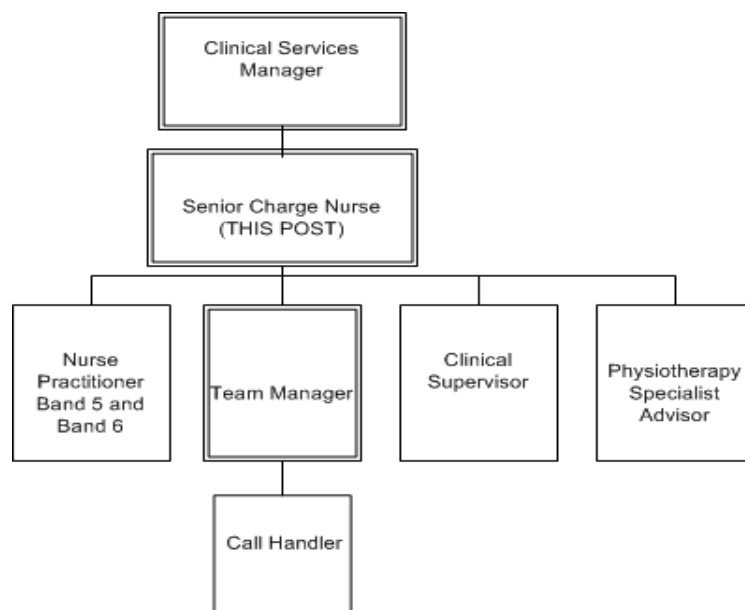 Clinical Services
Manager
Senior Charge Nurse
(THIS POST)
Nurse
Practitioner
Band 5 and
Band 6
Team Manager
Clinical
Supervisor
Physiotherapy
Specialist
Advisor
Call Handler